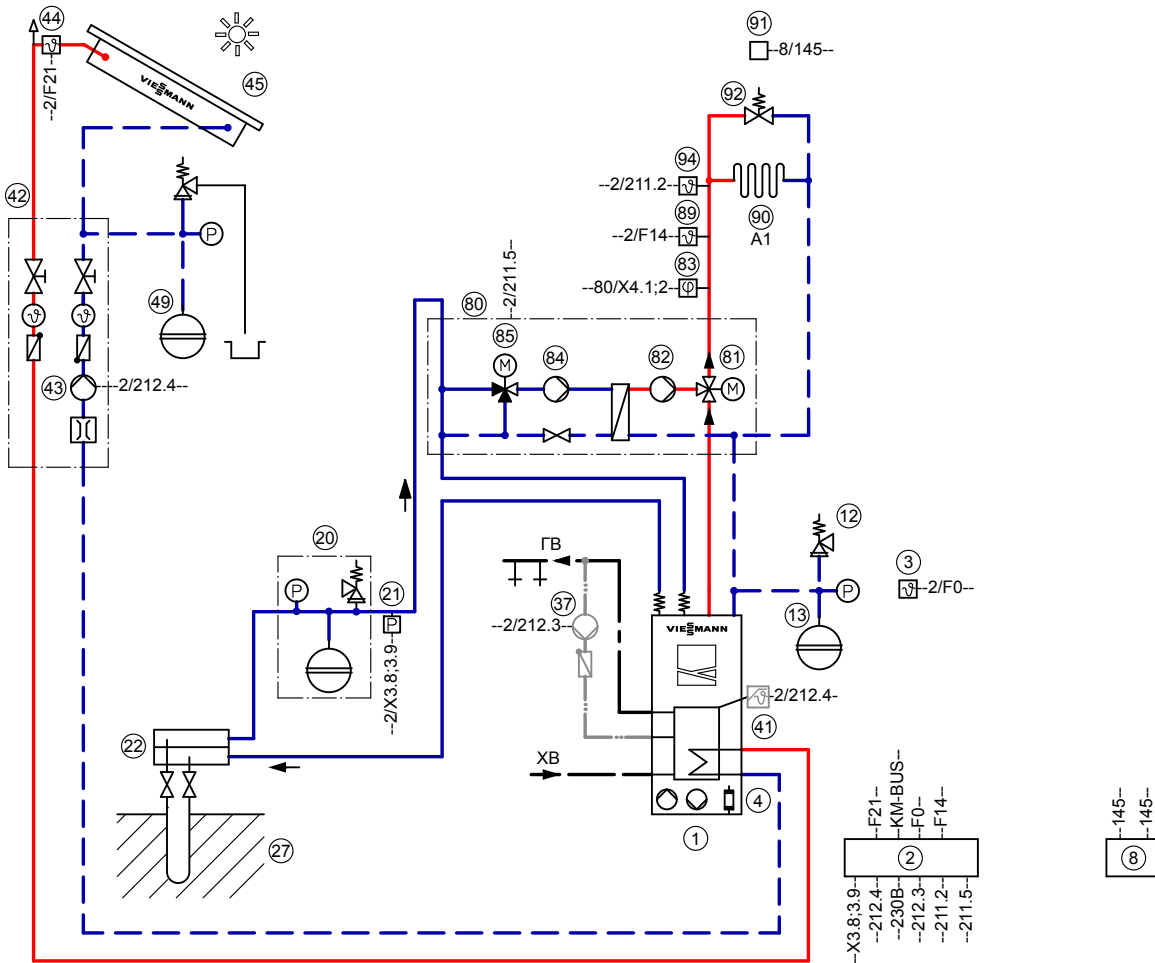 44
91
--8/145--
--2/F21--
VIESSMANN
45
92
94
--2/211.2--
42
89
90
A1
--2/F14--
P
--2/211.5--
83
--80/X4.1;2--
49
80
85
M
84
82
81
M
43
--2/212.4--
12
20
ГВ
3
--2/F0--
P
21
37
P
P
--2/212.3--
13
VIESSMANN
--2/X3.8;3.9--
-2/212.4-
41
22
ХВ
4
27
1
--F21--
--KM-BUS--
--F0--
--F14--
--145--
--145--
2
8
--X3.8;3.9--
--212.4--
--230В--
--212.3--
--211.2--
--211.5--